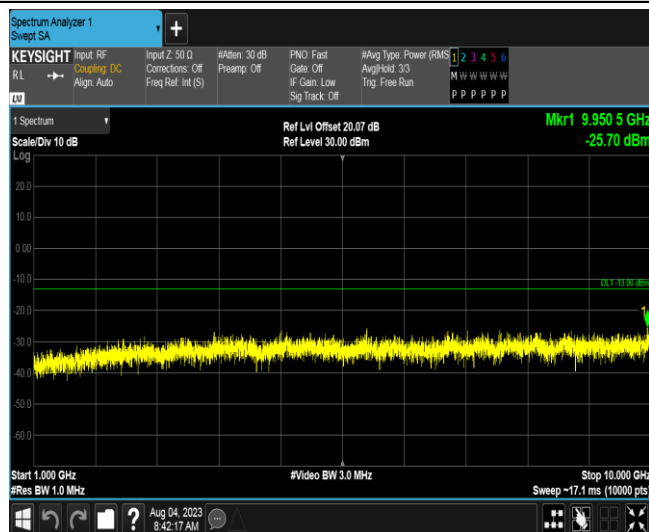 Spectrum Analyzer 1
Swept SA
+
KEYSIGHT
RL
LXI
Input: RF
Coupling: DC
Align: Auto
Input Z: 50 Ω
Corrections: Off
Freq Ref: Int (S)
#Atten: 30 dB
Preamp: Off
PNO: Fast
Gate: Off
IF Gain: Low
Sig Track: Off
#Avg Type: Power (RMS
Avg|Hold: 3/3
Trig: Free Run
1 2 3 4 5 6
M W W W W W
P P P P P P
1 Spectrum
Scale/Div 10 dB
Log
Ref Lvl Offset 20.07 dB
Ref Level 30.00 dBm
Mkr1 9.950 5 GHz
-25.70 dBm
20.0
10.0
0.00
-10.0
DL1 -13.00 dBm
-20.0
1
-30.0
-40.0
-50.0
-60.0
Start 1.000 GHz
#Res BW 1.0 MHz
#Video BW 3.0 MHz
Stop 10.000 GHz
Sweep ~17.1 ms (10000 pts)
?
Aug 04, 2023
8:42:17 AM